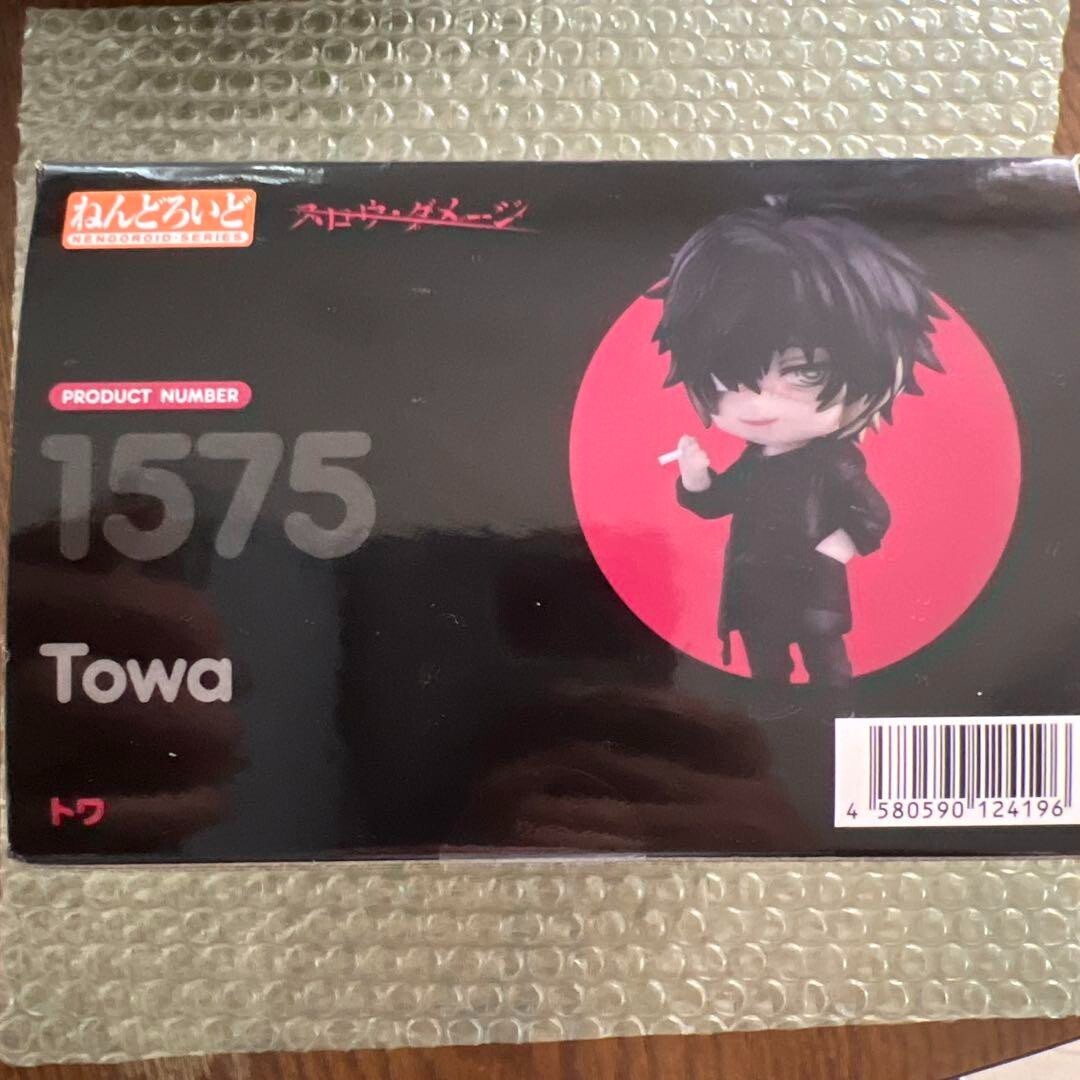 ねんどろいど
NENDOROID·SERIES
スロウ・ダメージ
PRODUCT NUMBER
1575
Towa
トワ
4 580590 124196